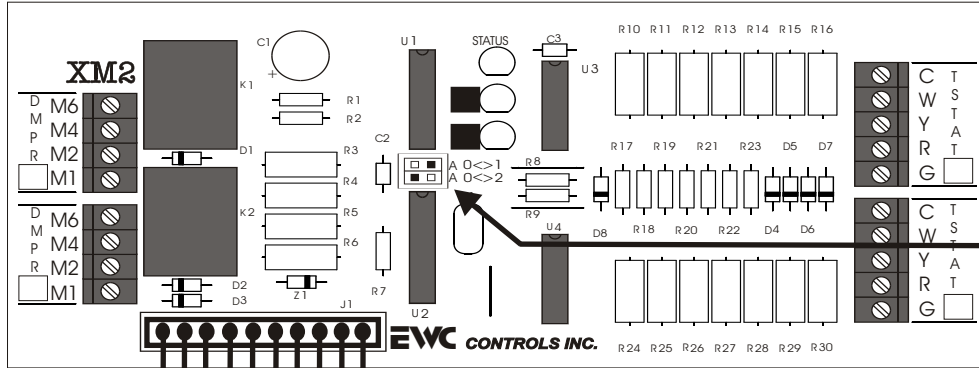 XM2
D M P R
M6
M4
M2
M1
D M P R
M6
M4
M2
M1
C1
+
K1
R1
R2
D1
R3
R4
K2
R5
R6
D2
D3
Z1
J1
C2
R7
U1
STATUS
A 0<>1
A 0<>2
U2
EWC CONTROLS INC.
C3
U3
R8
R9
U4
R10 R11 R12 R13 R14 R15 R16
R17 R19 R21 R23 D5 D7
D8 R18 R20 R22 D4 D6
R24 R25 R26 R27 R28 R29 R30
C
W
Y
R
G
T S T A T
C
W
Y
R
G
T S T A T